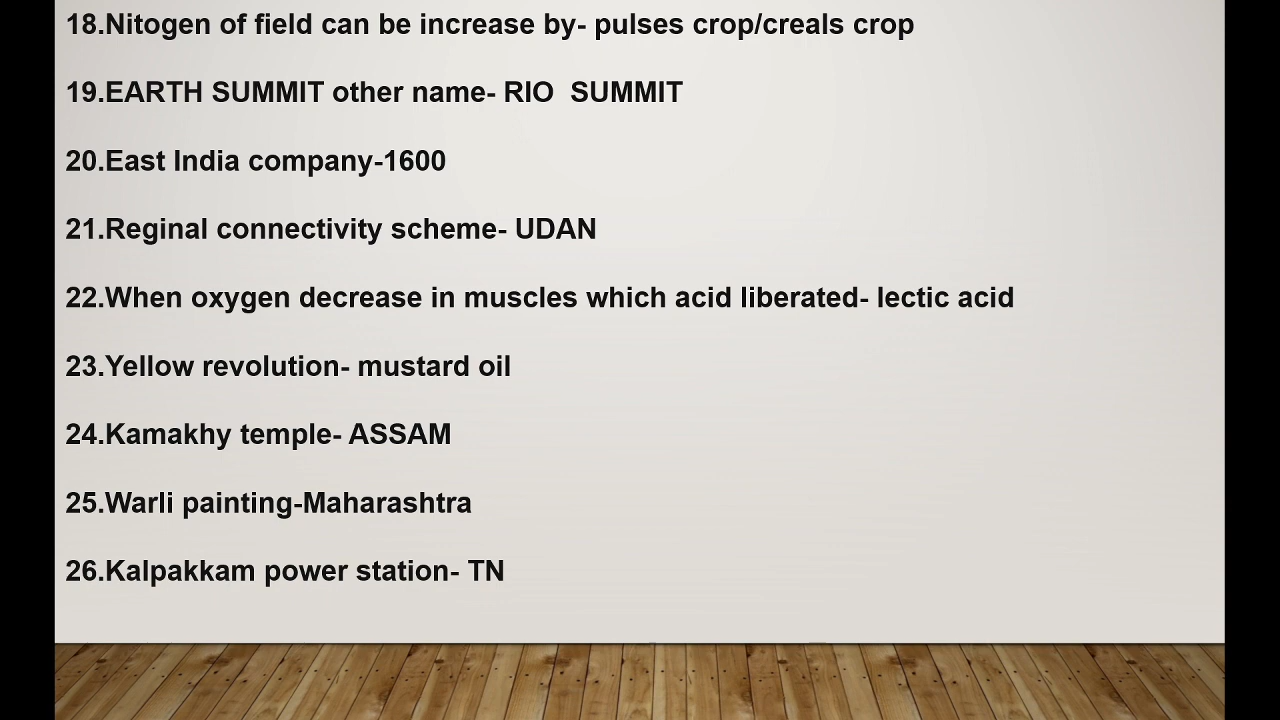 18.Nitogen of field can be increase by- pulses crop/creals crop
19.EARTH SUMMIT other name- RIO  SUMMIT
20.East India company-1600
21.Reginal connectivity scheme- UDAN
22.When oxygen decrease in muscles which acid liberated- lectic acid
23.Yellow revolution- mustard oil
24.Kamakhy temple- ASSAM
25.Warli painting-Maharashtra
26.Kalpakkam power station- TN